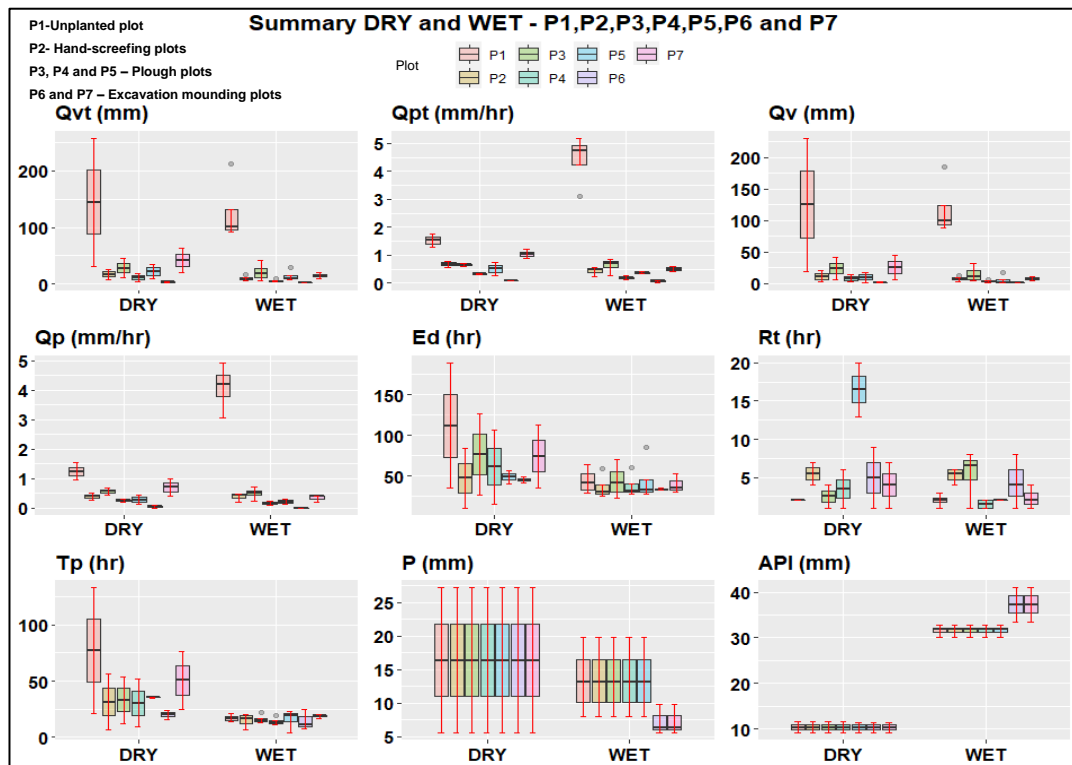 Summary DRY and WET - P1,P2,P3,P4,P5,P6 and P7
P1-Unplanted plot
P2- Hand-screefing plots
P3, P4 and P5 – Plough plots
P6 and P7 – Excavation mounding plots
Plot
P1 P3 P5 P7
P2 P4 P6
Qvt (mm)
200
100
0
DRY WET
Qpt (mm/hr)
5
4
3
2
1
0
DRY WET
Qv (mm)
200
150
100
50
0
DRY WET
Qp (mm/hr)
5
4
3
2
1
0
DRY WET
Ed (hr)
150
100
50
DRY WET
Rt (hr)
20
15
10
5
DRY WET
Tp (hr)
100
50
0
DRY WET
P (mm)
25
20
15
10
5
DRY WET
API (mm)
40
30
20
10
DRY WET